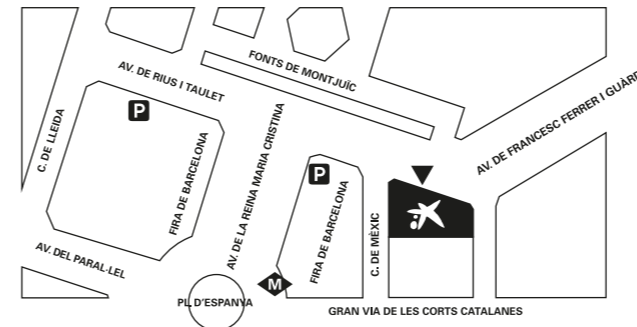 FONTS DE MONTJUÏC
AV. DE RIUS I TAULET
P
C. DE LLEIDA
FIRA DE BARCELONA
AV. DE LA REINA MARIA CRISTINA
P
FIRA DE BARCELONA
C. DE MÈXIC
AV. DE FRANCESC FERRER I GUÀRD
AV. DEL PARAL·LEL
M
PL. D'ESPANYA
GRAN VIA DE LES CORTS CATALANES